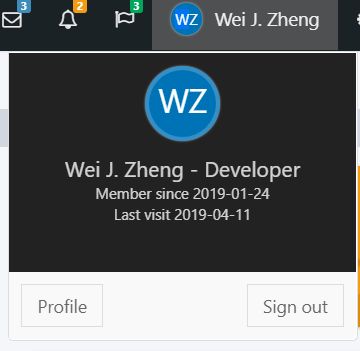 3
2
3
WZ
Wei J. Zheng
WZ
Wei J. Zheng - Developer
Member since 2019-01-24
Last visit 2019-04-11
Profile
Sign out